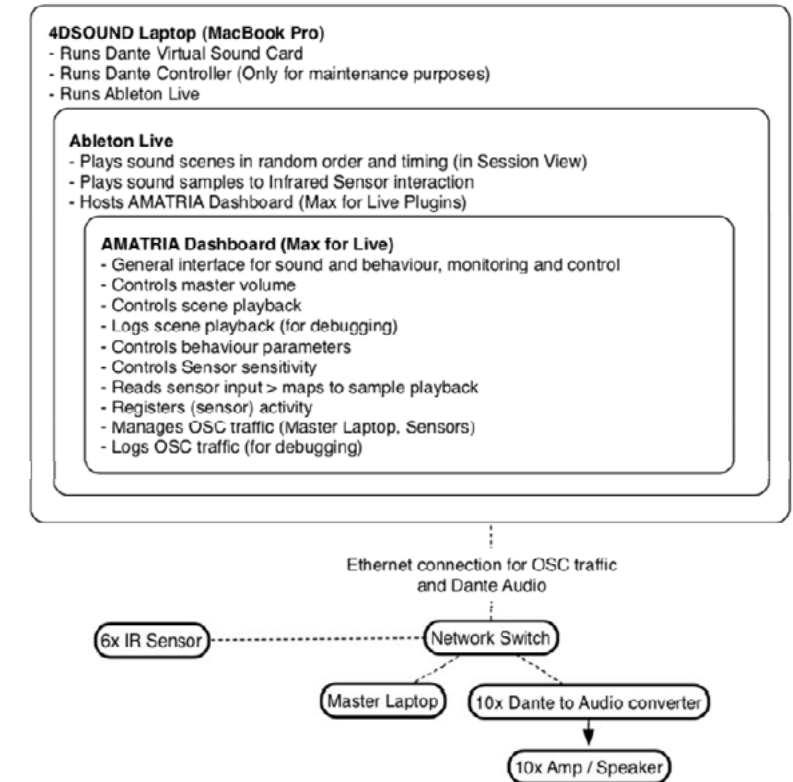 4DSOUND Laptop (MacBook Pro)
- Runs Dante Virtual Sound Card
- Runs Dante Controller (Only for maintenance purposes)
- Runs Ableton Live
Ableton Live
- Plays sound scenes in random order and timing (in Session View)
- Plays sound samples to Infrared Sensor interaction
- Hosts AMATRIA Dashboard (Max for Live Plugins)
AMATRIA Dashboard (Max for Live)
- General interface for sound and behaviour, monitoring and control
- Controls master volume
- Controls scene playback
- Logs scene playback (for debugging)
- Controls behaviour parameters
- Controls Sensor sensitivity
- Reads sensor input > maps to sample playback
- Registers (sensor) activity
- Manages OSC traffic (Master Laptop, Sensors)
- Logs OSC traffic (for debugging)
Ethernet connection for OSC traffic
and Dante Audio
6x IR Sensor
Network Switch
Master Laptop
10x Dante to Audio converter
10x Amp / Speaker